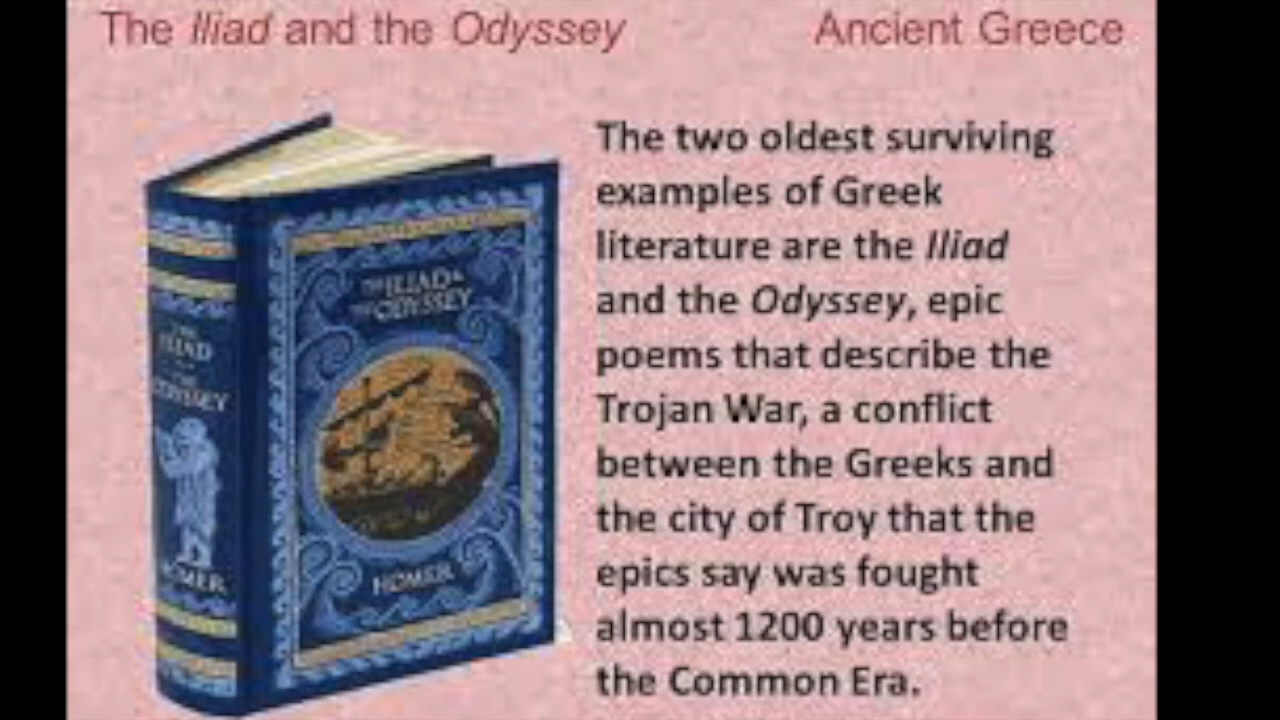 The Iliad and the Odyssey
Ancient Greece
The two oldest surviving
examples of Greek
literature are the Iliad
and the Odyssey, epic
poems that describe the
Trojan War, a conflict
between the Greeks and
the city of Troy that the
epics say was fought
almost 1200 years before
the Common Era.
THE ILIAD &
THE ODYSSEY
HOMER
THE
ILIAD
THE
ODYSSEY
HOMER